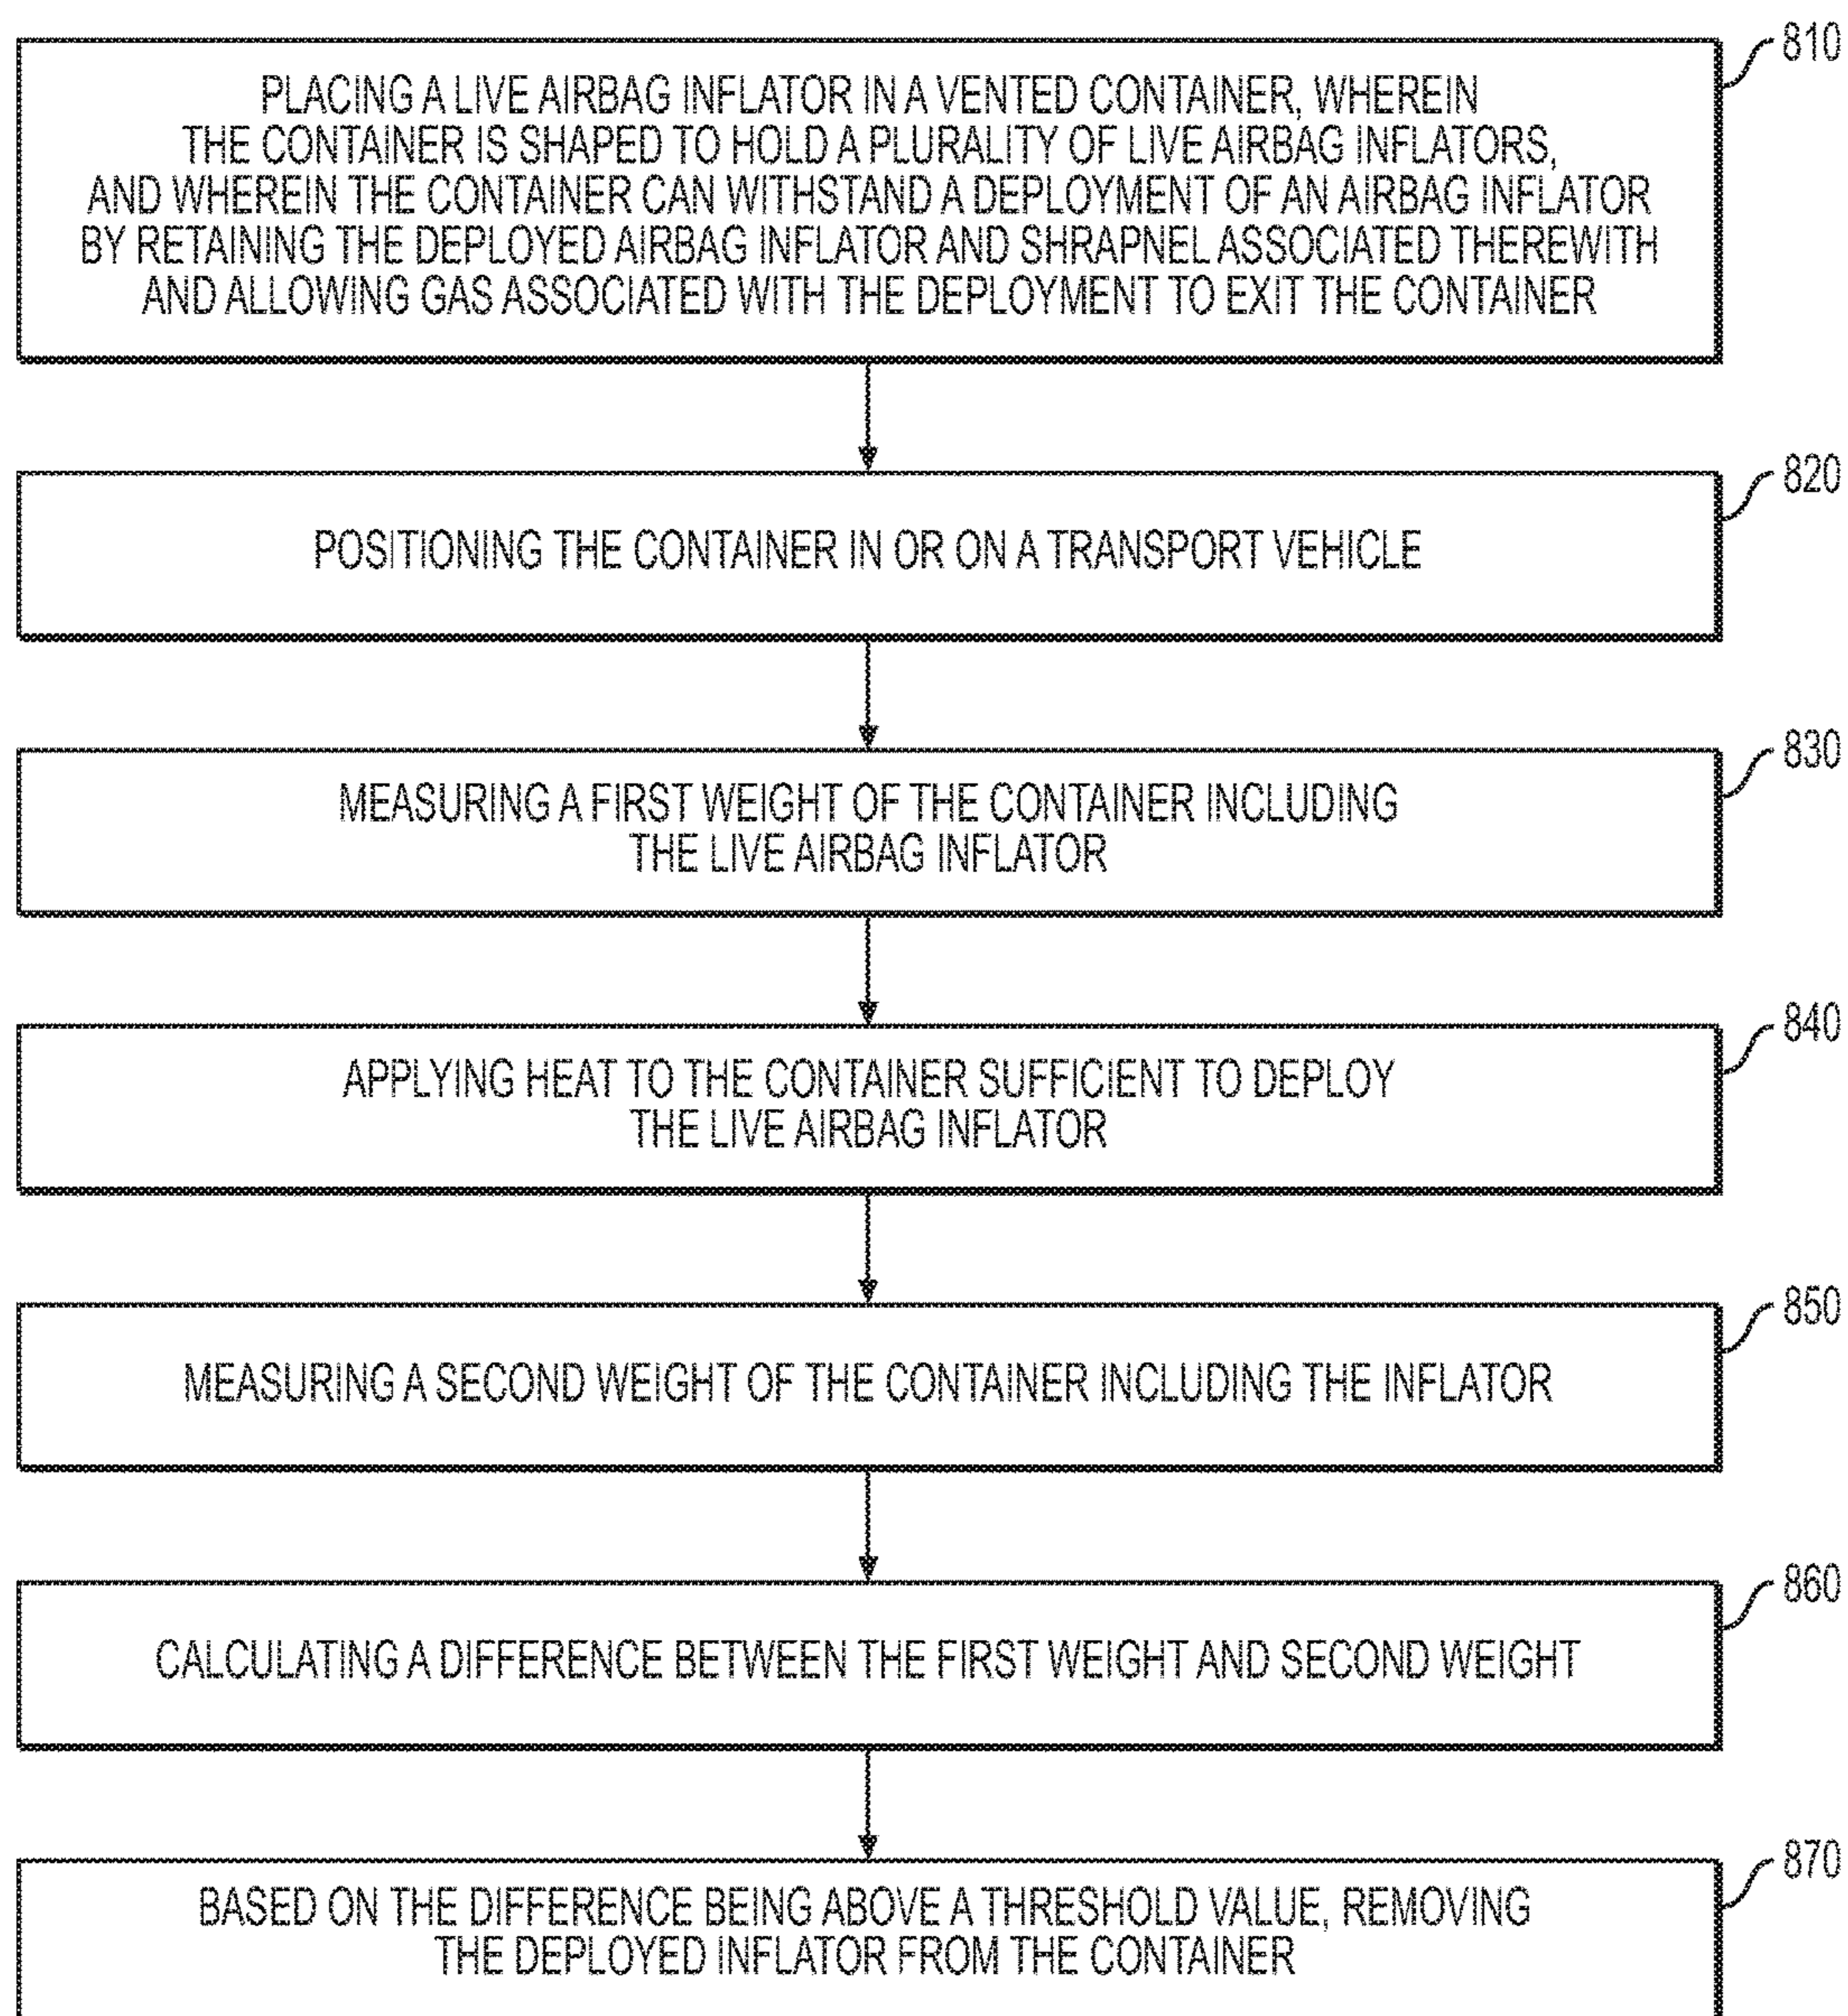 810
PLACING A LIVE AIRBAG INFLATOR IN A VENTED CONTAINER, WHEREIN
THE CONTAINER IS SHAPED TO HOLD A PLURALITY OF LIVE AIRBAG INFLATORS,
AND WHEREIN THE CONTAINER CAN WITHSTAND A DEPLOYMENT OF AN AIRBAG INFLATOR
BY RETAINING THE DEPLOYED AIRBAG INFLATOR AND SHRAPNEL ASSOCIATED THEREWITH
AND ALLOWING GAS ASSOCIATED WITH THE DEPLOYMENT TO EXIT THE CONTAINER
820
POSITIONING THE CONTAINER IN OR ON A TRANSPORT VEHICLE
830
MEASURING A FIRST WEIGHT OF THE CONTAINER INCLUDING
THE LIVE AIRBAG INFLATOR
840
APPLYING HEAT TO THE CONTAINER SUFFICIENT TO DEPLOY
THE LIVE AIRBAG INFLATOR
850
MEASURING A SECOND WEIGHT OF THE CONTAINER INCLUDING THE INFLATOR
860
CALCULATING A DIFFERENCE BETWEEN THE FIRST WEIGHT AND SECOND WEIGHT
870
BASED ON THE DIFFERENCE BEING ABOVE A THRESHOLD VALUE, REMOVING
THE DEPLOYED INFLATOR FROM THE CONTAINER